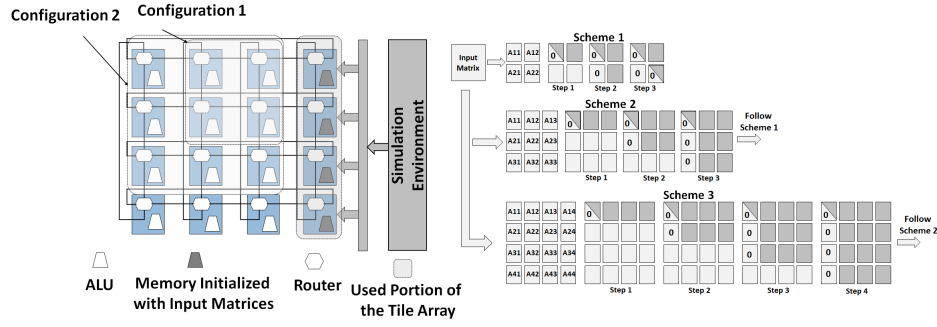 Configuration 2
Configuration 1
Simulation
Environment
ALU
Memory Initialized
with Input Matrices
Router
Used Portion of
the Tile Array
Input
Matrix
Scheme 1
A11 A12 0
A21 A22 0 0 0
Step 1 Step 2 Step 3
Scheme 2
A11 A12 A13 0 0 0
A21 A22 A23 0 0
A31 A32 A33 0
Step 1 Step 2 Step 3
Follow
Scheme 1
Scheme 3
A11 A12 A13 A14 0 0 0 0
A21 A22 A23 A24 0 0 0
A31 A32 A33 A34 0 0
A41 A42 A43 A44 0
Step 1 Step 2 Step 3 Step 4
Follow
Scheme 2